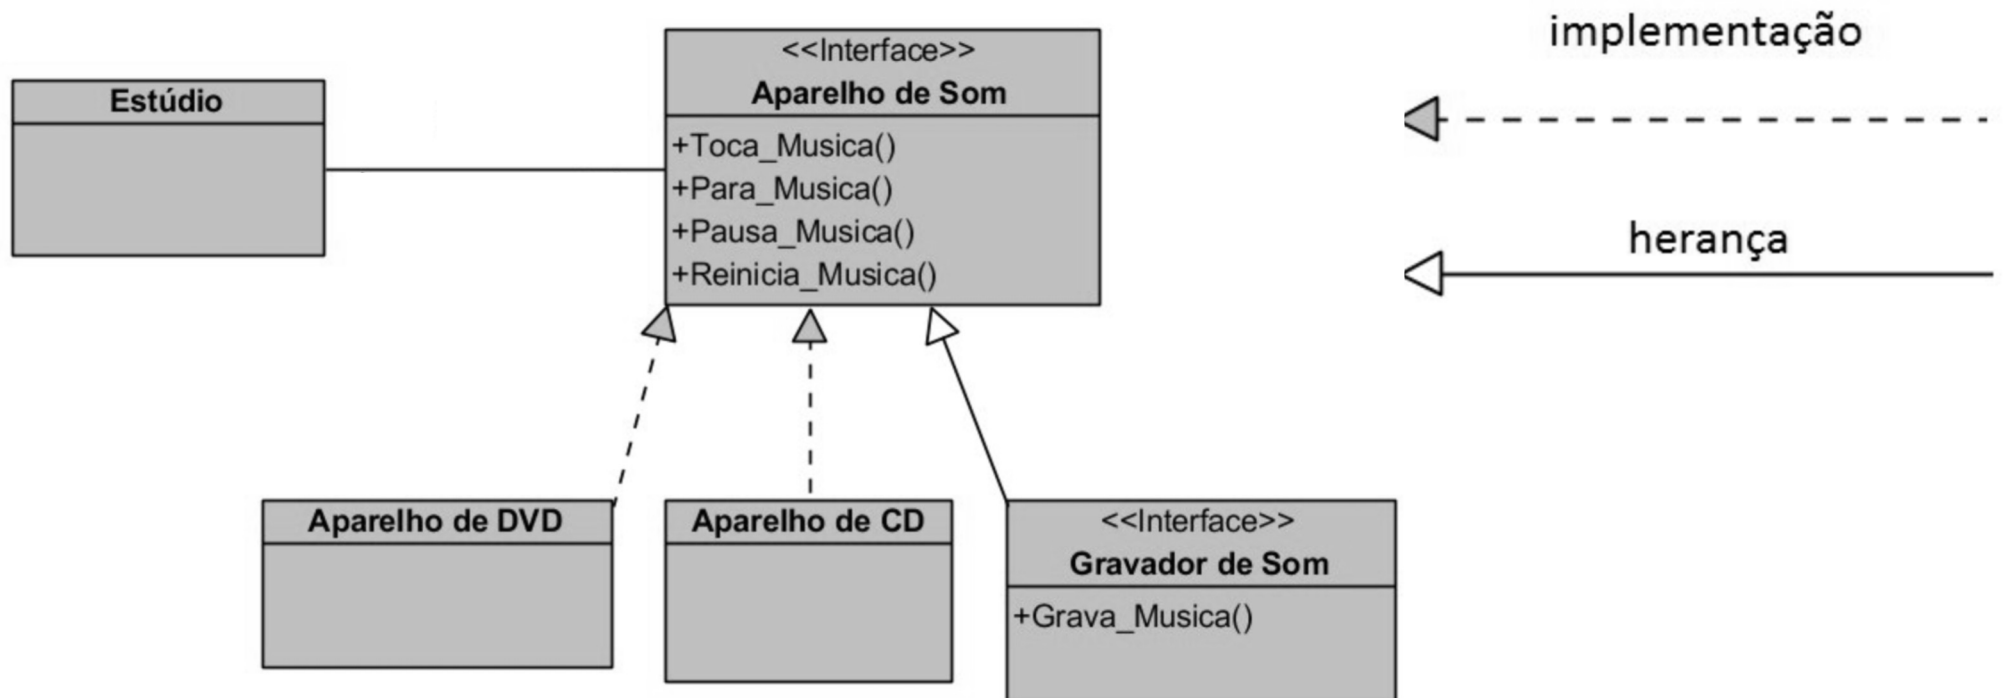 Estúdio
<<Interface>>
Aparelho de Som
+Toca_Musica()
+Para_Musica()
+Pausa_Musica()
+Reinicia_Musica()
implementação
herança
Aparelho de DVD
Aparelho de CD
<<Interface>>
Gravador de Som
+Grava_Musica()